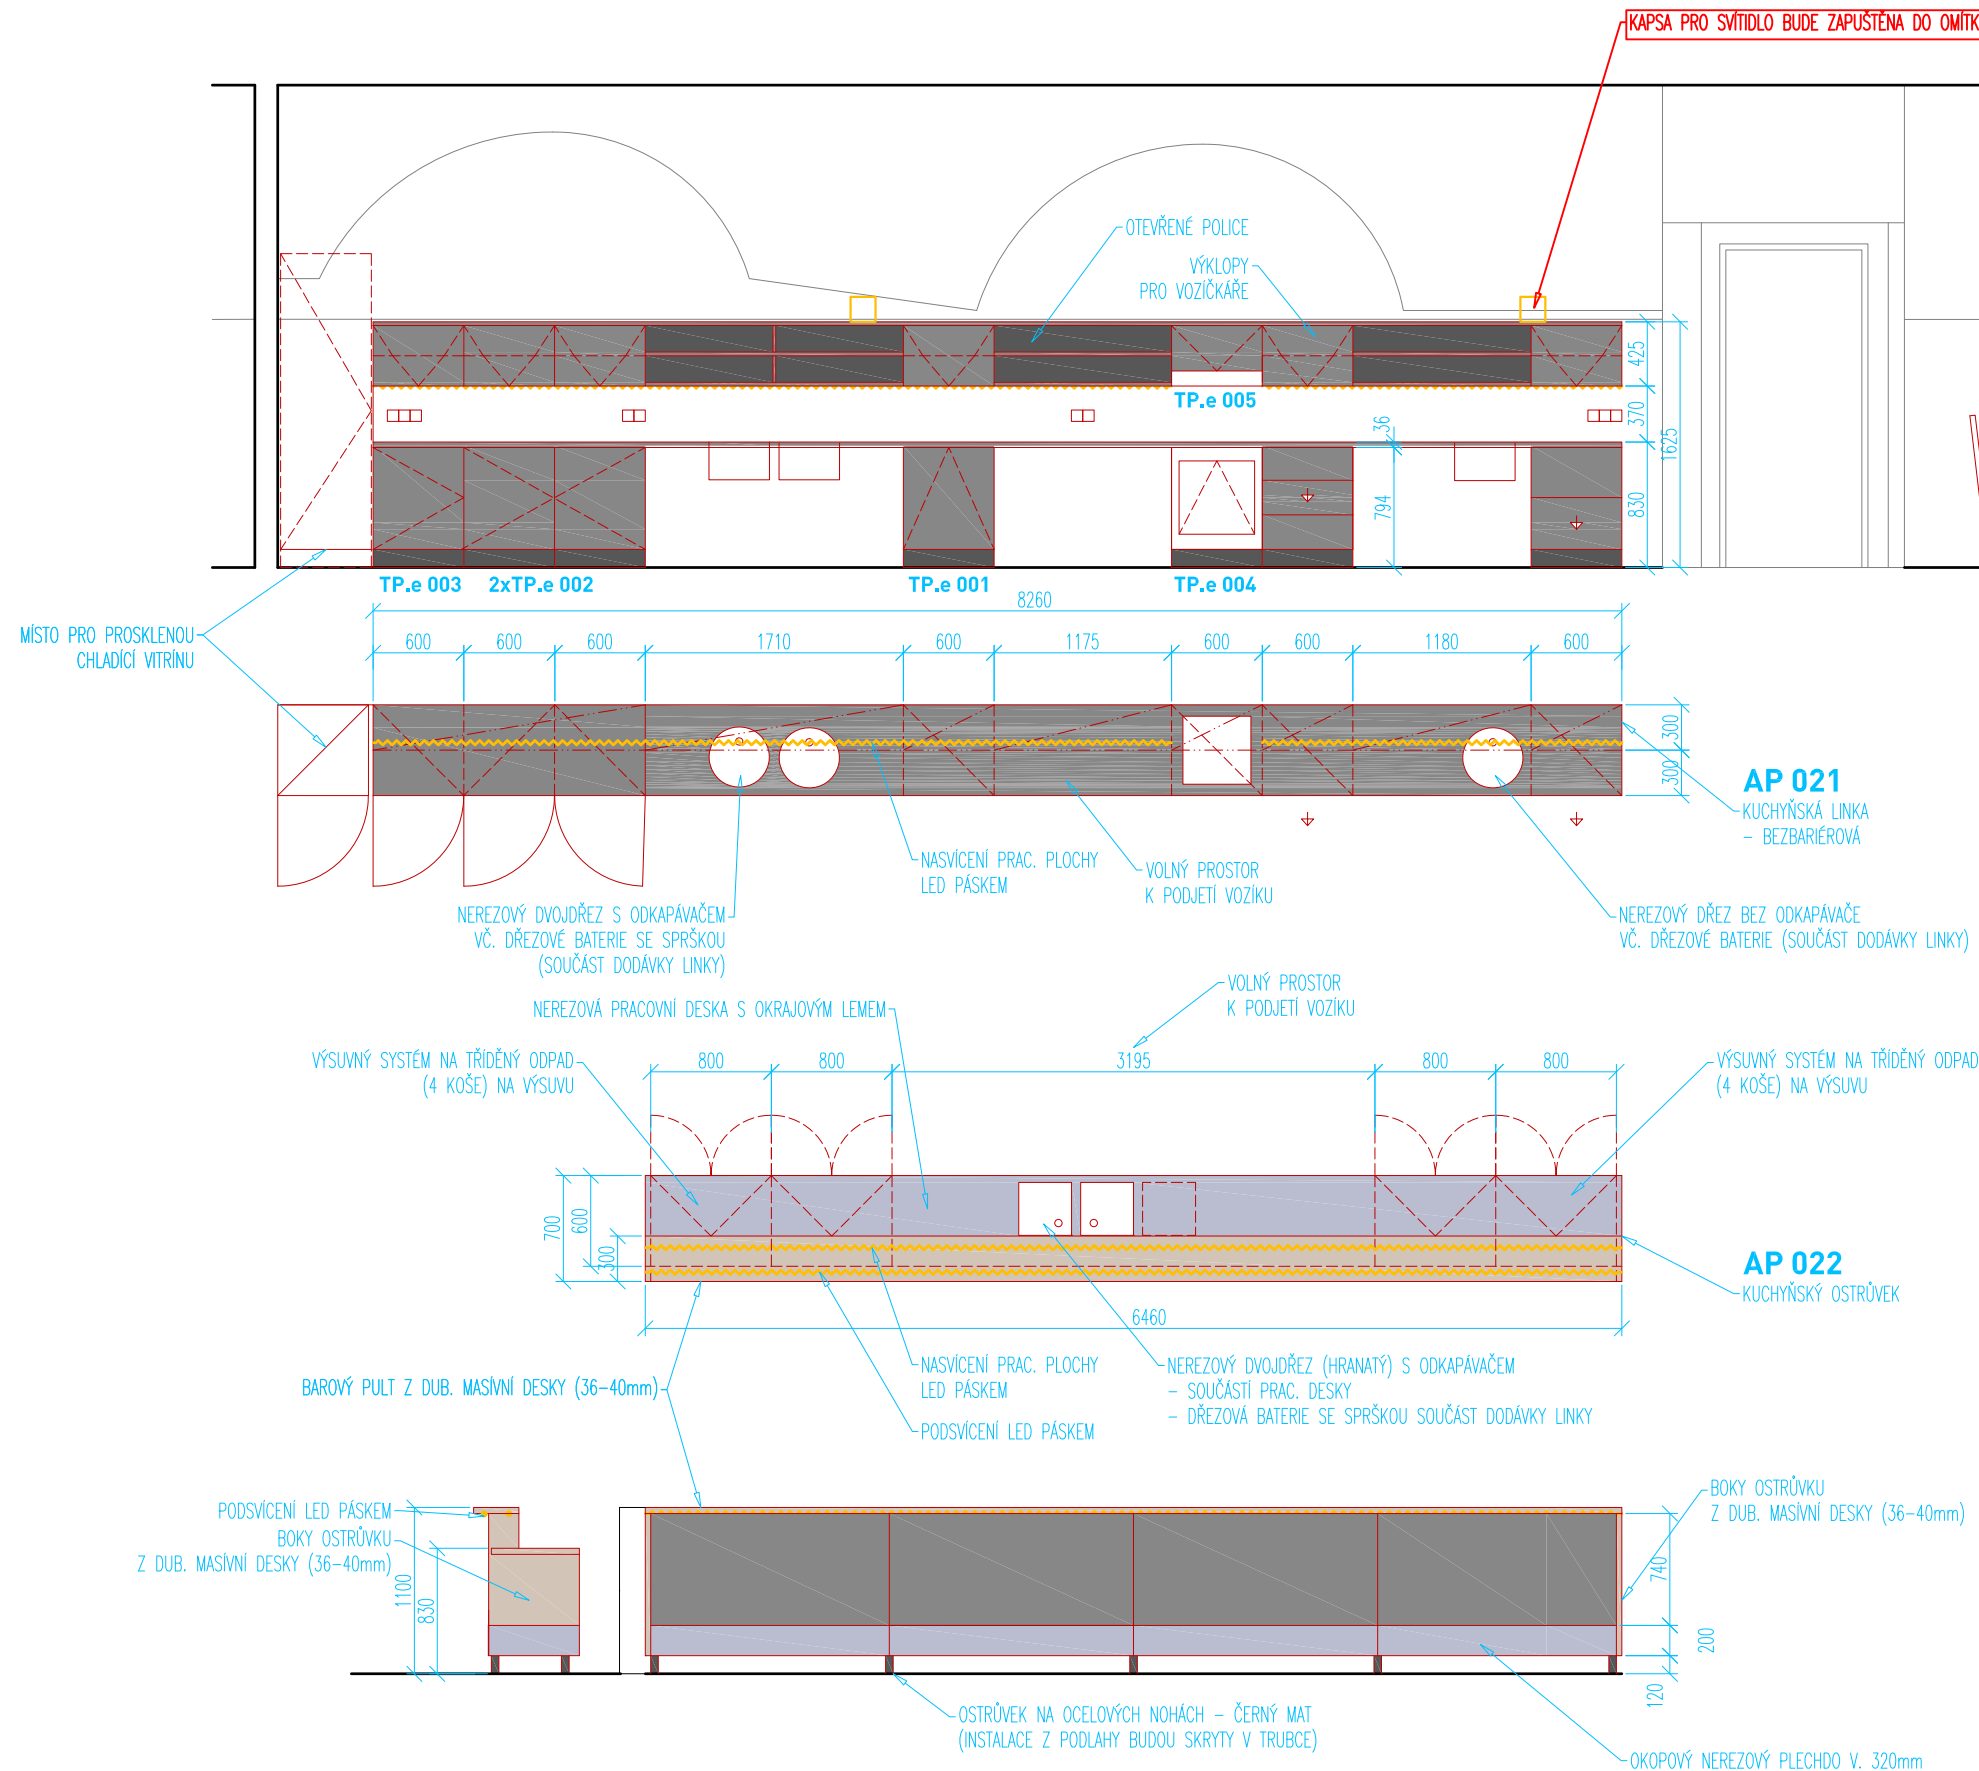 KAPSA PRO SVÍTIDLO BUDE ZAPUŠTĚNA DO OMÍTK
OTEVŘENÉ POLICE
VÝKLOPY
PRO VOZÍČKÁŘE
TP.e 005
425
370
1625
36
794
830
TP.e 003
2xTP.e 002
TP.e 001
TP.e 004
8260
MÍSTO PRO PROSKLENOU
CHLADÍCÍ VITRÍNU
600
600
600
1710
600
1175
600
600
1180
600
300
300
AP 021
KUCHYŇSKÁ LINKA
– BEZBARIÉROVÁ
NASVÍCENÍ PRAC. PLOCHY
LED PÁSKEM
VOLNÝ PROSTOR
K PODJETÍ VOZÍKU
NEREZOVÝ DVOJDŘEZ S ODKAPÁVAČEM
VČ. DŘEZOVÉ BATERIE SE SPRŠKOU
(SOUČÁST DODÁVKY LINKY)
NEREZOVÝ DŘEZ BEZ ODKAPÁVAČE
VČ. DŘEZOVÉ BATERIE (SOUČÁST DODÁVKY LINKY)
VOLNÝ PROSTOR
K PODJETÍ VOZÍKU
NEREZOVÁ PRACOVNÍ DESKA S OKRAJOVÝM LEMEM
VÝSUVNÝ SYSTÉM NA TŘÍDĚNÝ ODPAD
(4 KOŠE) NA VÝSUVU
800
800
3195
800
800
VÝSUVNÝ SYSTÉM NA TŘÍDĚNÝ ODPAD
(4 KOŠE) NA VÝSUVU
700
600
300
AP 022
KUCHYŇSKÝ OSTRŮVEK
6460
NASVÍCENÍ PRAC. PLOCHY
LED PÁSKEM
NEREZOVÝ DVOJDŘEZ (HRANATÝ) S ODKAPÁVAČEM
– SOUČÁSTÍ PRAC. DESKY
– DŘEZOVÁ BATERIE SE SPRŠKOU SOUČÁST DODÁVKY LINKY
BAROVÝ PULT Z DUB. MASÍVNÍ DESKY (36-40mm)
PODSVÍCENÍ LED PÁSKEM
PODSVÍCENÍ LED PÁSKEM
BOKY OSTRŮVKU
Z DUB. MASÍVNÍ DESKY (36-40mm)
1100
830
BOKY OSTRŮVKU
Z DUB. MASÍVNÍ DESKY (36-40mm)
740
200
120
OSTRŮVEK NA OCELOVÝCH NOHÁCH – ČERNÝ MAT
(INSTALACE Z PODLAHY BUDOU SKRYTY V TRUBCE)
OKOPOVÝ NEREZOVÝ PLECHDO V. 320mm